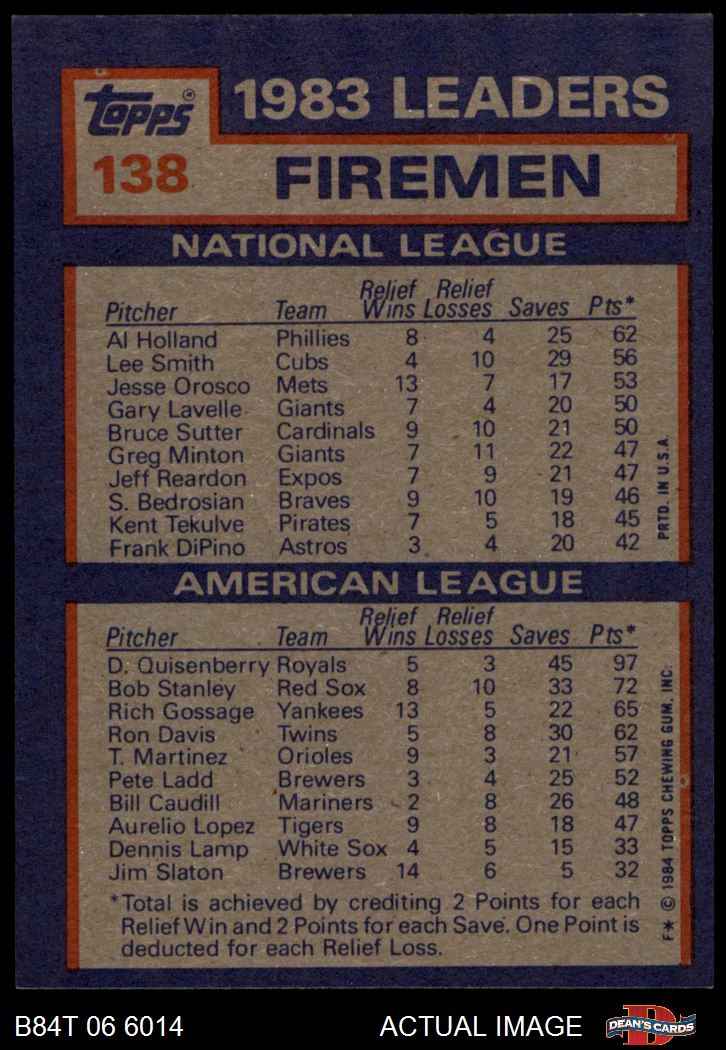 topps®
1983 LEADERS
138
FIREMEN
NATIONAL LEAGUE
Pitcher Team Relief Wins Relief Losses Saves Pts*
Al Holland Phillies 8 4 25 62
Lee Smith Cubs 4 10 29 56
Jesse Orosco Mets 13 7 17 53
Gary Lavelle Giants 7 4 20 50
Bruce Sutter Cardinals 9 10 21 50
Greg Minton Giants 7 11 22 47
Jeff Reardon Expos 7 9 21 47
S. Bedrosian Braves 9 10 19 46
Kent Tekulve Pirates 7 5 18 45
Frank DiPino Astros 3 4 20 42
PRTD. IN U.S.A.
AMERICAN LEAGUE
Pitcher Team Relief Wins Relief Losses Saves Pts*
D. Quisenberry Royals 5 3 45 97
Bob Stanley Red Sox 8 10 33 72
Rich Gossage Yankees 13 5 22 65
Ron Davis Twins 5 8 30 62
T. Martinez Orioles 9 3 21 57
Pete Ladd Brewers 3 4 25 52
Bill Caudill Mariners 2 8 26 48
Aurelio Lopez Tigers 9 8 18 47
Dennis Lamp White Sox 4 5 15 33
Jim Slaton Brewers 14 6 5 32
*Total is achieved by crediting 2 Points for each
Relief Win and 2 Points for each Save. One Point is
deducted for each Relief Loss.
F* © 1984 TOPPS CHEWING GUM, INC.
B84T 06 6014
ACTUAL IMAGE
D
DEAN'S CARDS